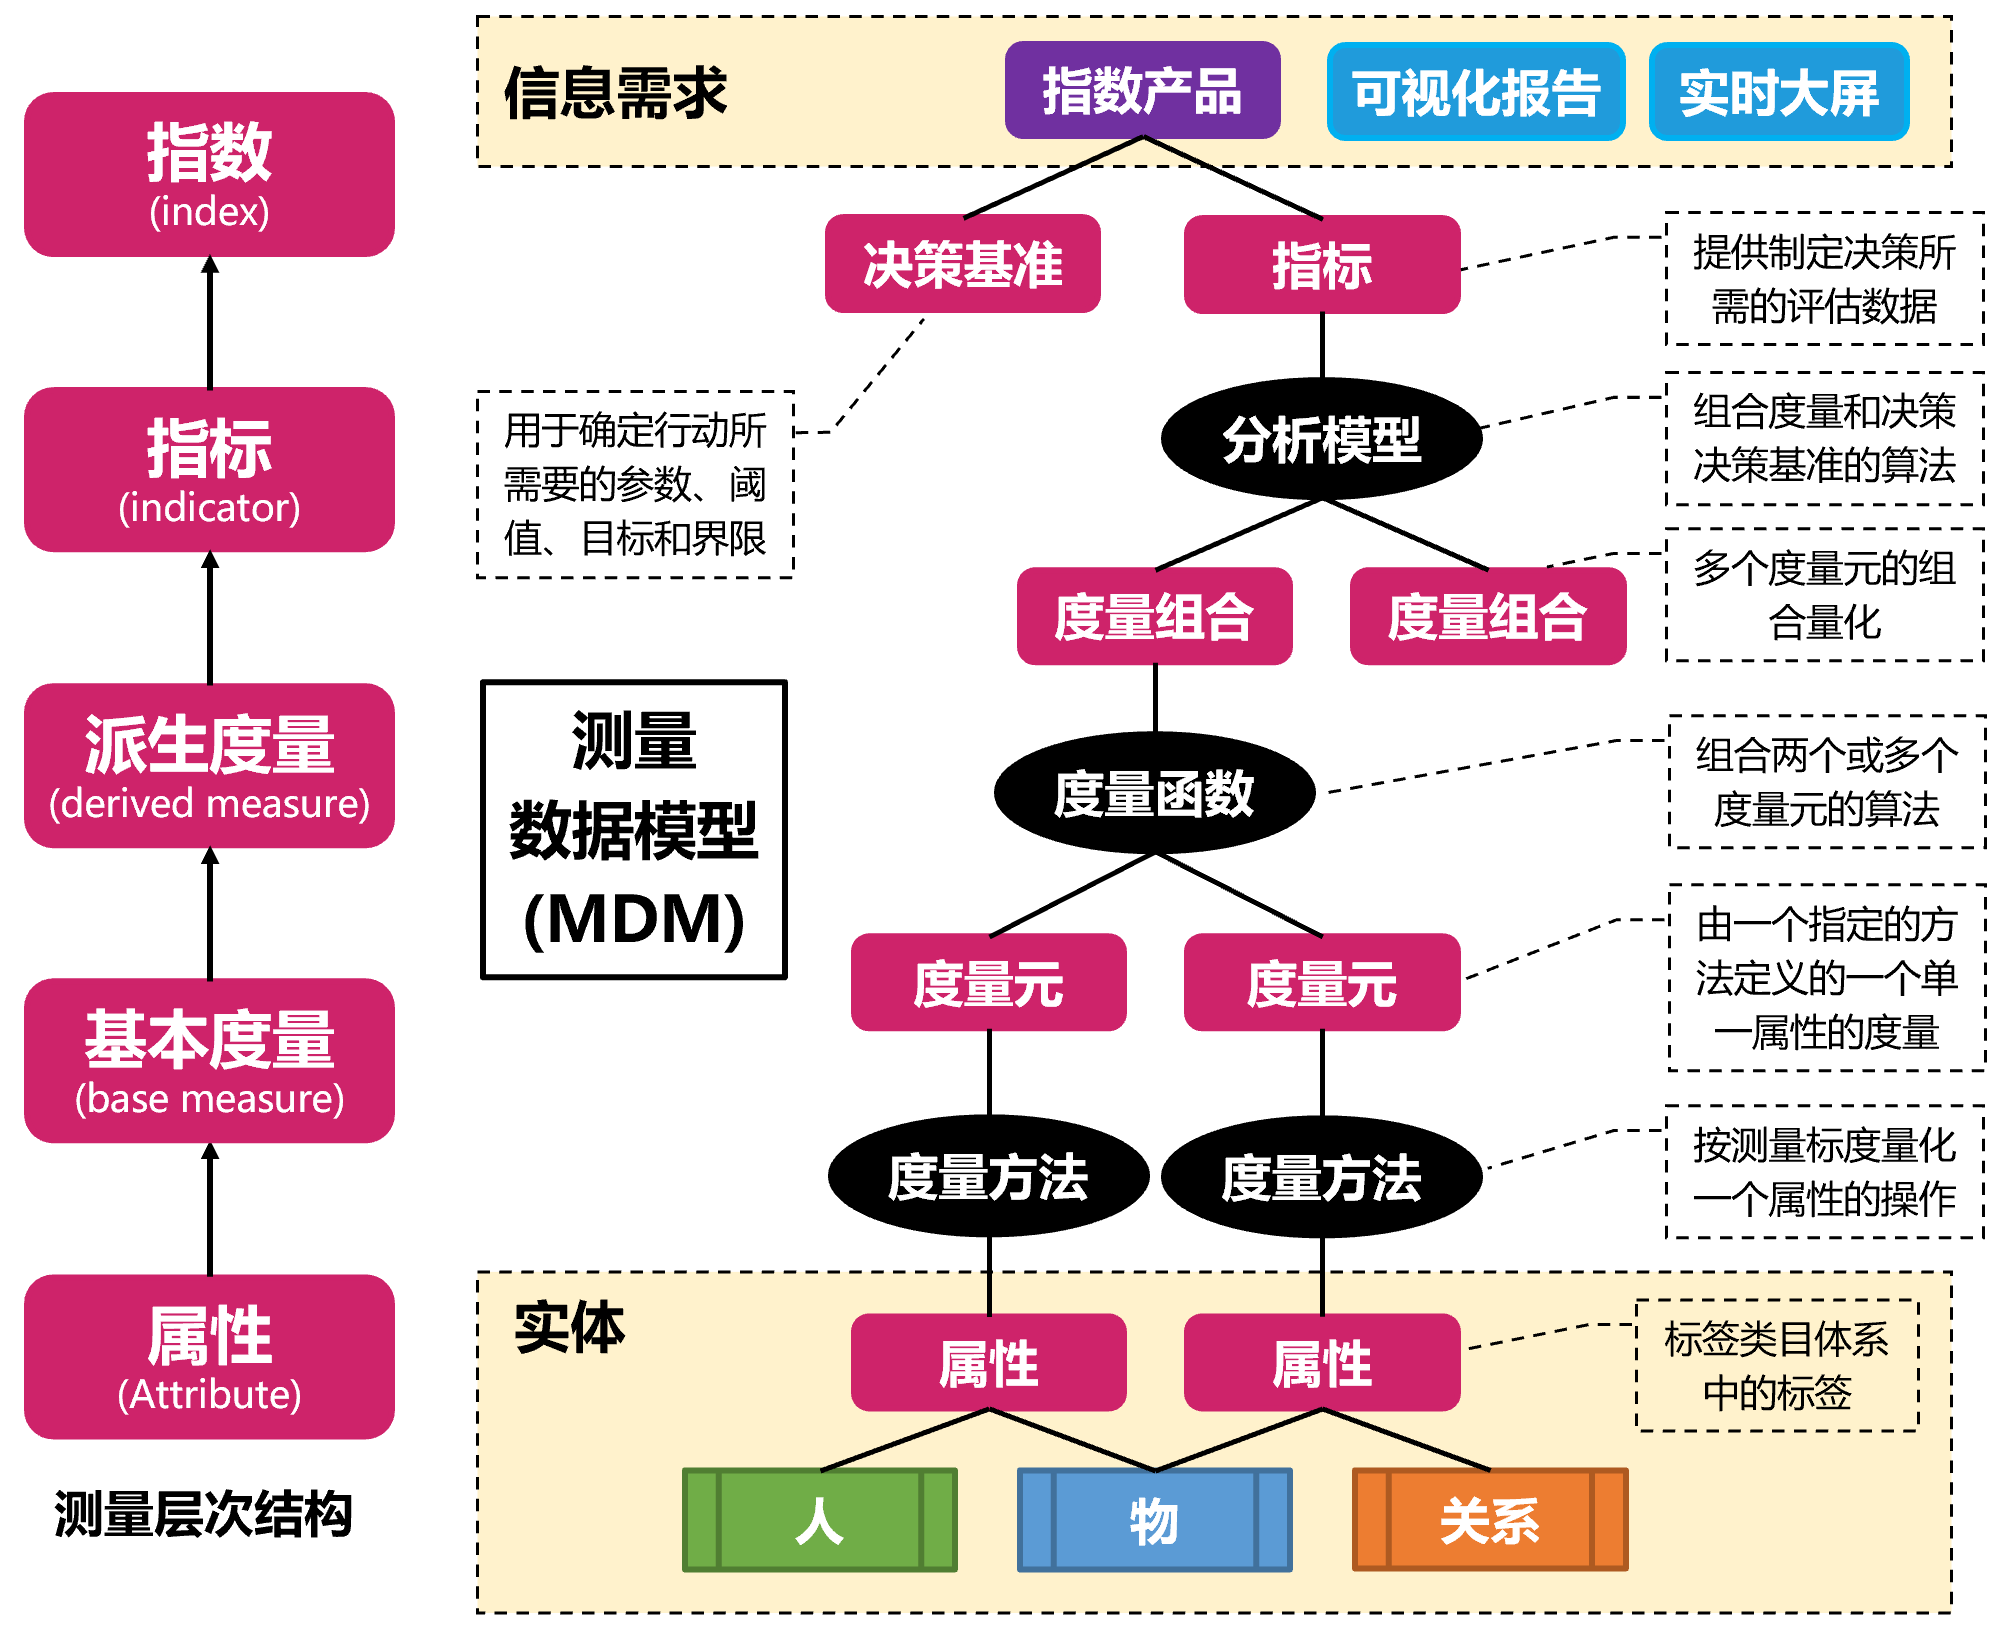 指数
(index)
指标
(indicator)
派生度量
(derived measure)
基本度量
(base measure)
属性
(Attribute)
测量层次结构
信息需求
指数产品
可视化报告
实时大屏
决策基准
指标
提供制定决策所
需的评估数据
用于确定行动所
需要的参数、阈
值、目标和界限
分析模型
组合度量和决策
决策基准的算法
度量组合
度量组合
多个度量元的组
合量化
测量
数据模型
(MDM)
度量函数
组合两个或多个
度量元的算法
度量元
度量元
由一个指定的方
法定义的一个单
一属性的度量
度量方法
度量方法
按测量标度量化
一个属性的操作
实体
属性
属性
标签类目体系
中的标签
人
物
关系